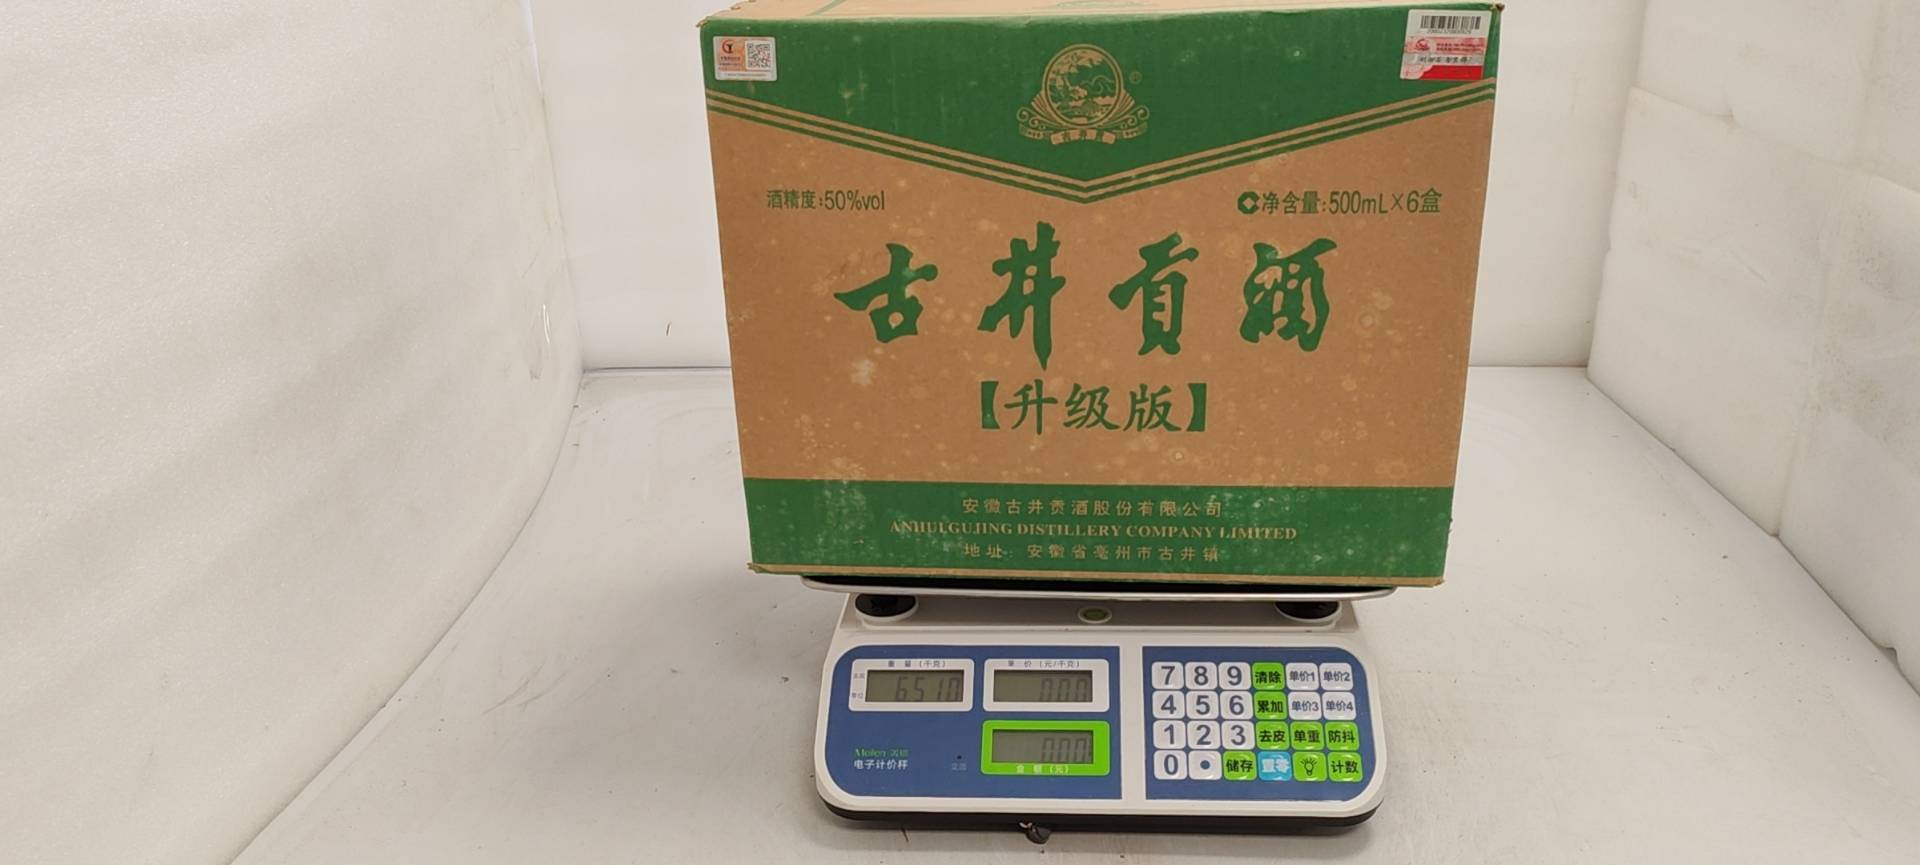 酒精度:50%vol
净含量:500mL×6盒
古井贡酒
【升级版】
安徽古井贡酒股份有限公司
ANHUI GUJING DISTILLERY COMPANY LIMITED
地址: 安徽省亳州市古井镇
重 量 (千克)
单 价 (元/千克)
6.510
0.00
0.00
金 额 (元)
电子计价秤
7 8 9 清除 单价1 单价2
4 5 6 累加 单价3 单价4
1 2 3 去皮 单重 防抖
0 . 储存 置零 计数